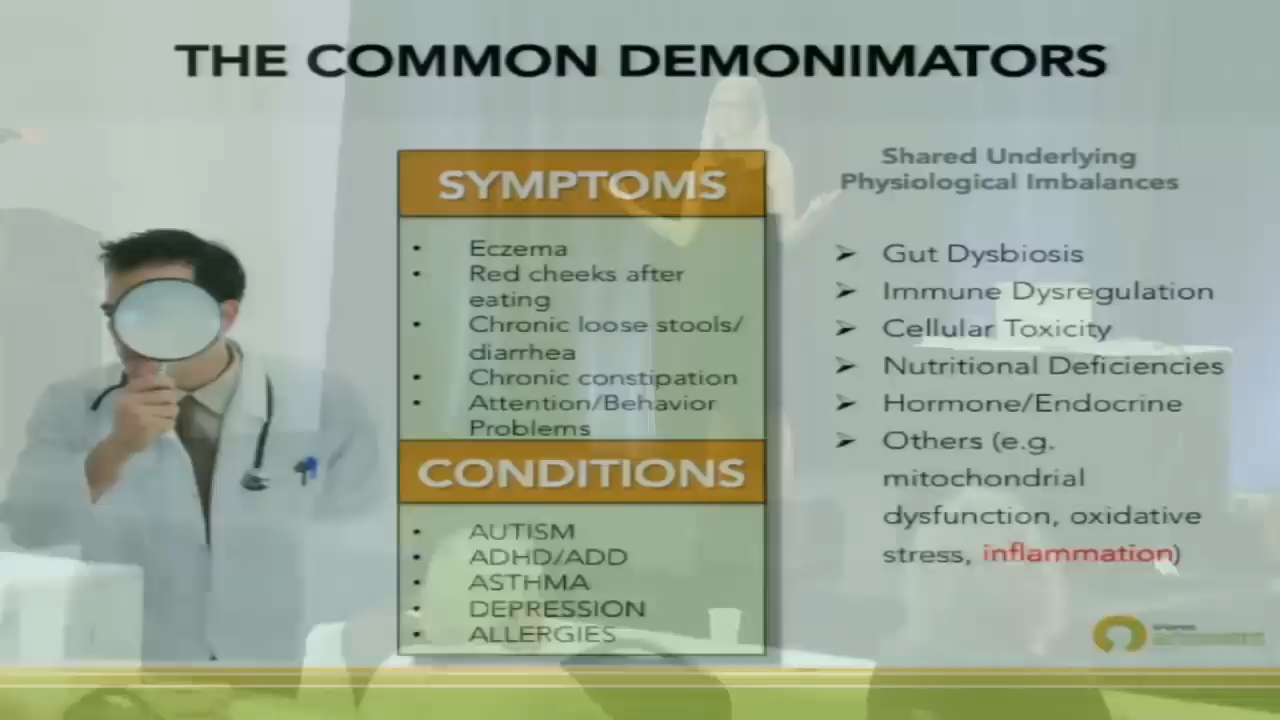 THE COMMON DEMONIMATORS
SYMPTOMS
• Eczema
• Red cheeks after
eating
• Chronic loose stools/
diarrhea
• Chronic constipation
• Attention/Behavior
Problems
CONDITIONS
• AUTISM
• ADHD/ADD
• ASTHMA
• DEPRESSION
• ALLERGIES
Shared Underlying
Physiological Imbalances
➢ Gut Dysbiosis
➢ Immune Dysregulation
➢ Cellular Toxicity
➢ Nutritional Deficiencies
➢ Hormone/Endocrine
➢ Others (e.g.
mitochondrial
dysfunction, oxidative
stress, inflammation)